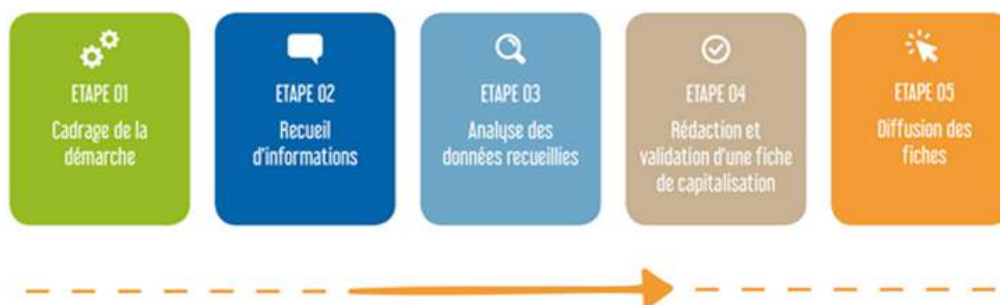 ETAPE 01
Cadrage de la
démarche
ETAPE 02
Recueil
d'informations
ETAPE 03
Analyse des
données recueillies
ETAPE 04
Rédaction et
validation d'une fiche
de capitalisation
ETAPE 05
Diffusion des
fiches